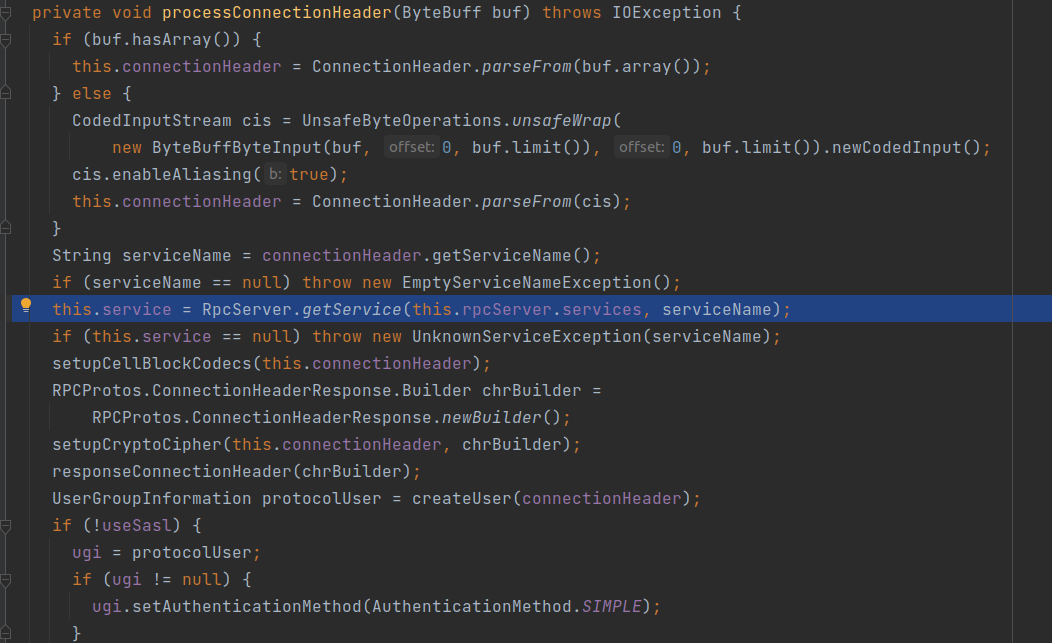 private void processConnectionHeader(ByteBuff buf) throws IOException {
  if (buf.hasArray()) {
    this.connectionHeader = ConnectionHeader.parseFrom(buf.array());
  } else {
    CodedInputStream cis = UnsafeByteOperations.unsafeWrap(
        new ByteBuffByteInput(buf, offset: 0, buf.limit()), offset: 0, buf.limit()).newCodedInput();
    cis.enableAliasing( b: true);
    this.connectionHeader = ConnectionHeader.parseFrom(cis);
  }
  String serviceName = connectionHeader.getServiceName();
  if (serviceName == null) throw new EmptyServiceNameException();
  this.service = RpcServer.getService(this.rpcServer.services, serviceName);
  if (this.service == null) throw new UnknownServiceException(serviceName);
  setupCellBlockCodecs(this.connectionHeader);
  RPCProtos.ConnectionHeaderResponse.Builder chrBuilder =
      RPCProtos.ConnectionHeaderResponse.newBuilder();
  setupCryptoCipher(this.connectionHeader, chrBuilder);
  responseConnectionHeader(chrBuilder);
  UserGroupInformation protocolUser = createUser(connectionHeader);
  if (!useSasl) {
    ugi = protocolUser;
    if (ugi != null) {
      ugi.setAuthenticationMethod(AuthenticationMethod.SIMPLE);
    }